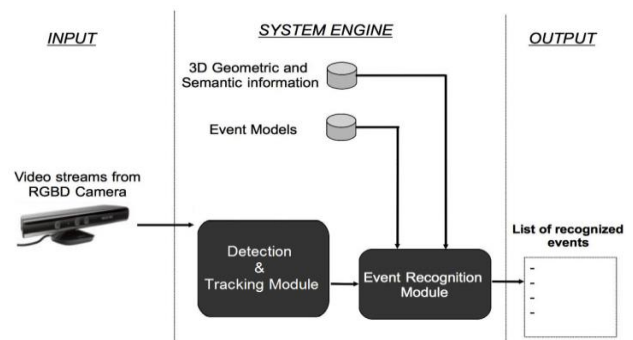 INPUT
SYSTEM ENGINE
OUTPUT
3D Geometric and
Semantic information
Event Models
Video streams from
RGBD Camera
Detection
&
Tracking Module
Event Recognition
Module
List of recognized
events
-
-
-
-